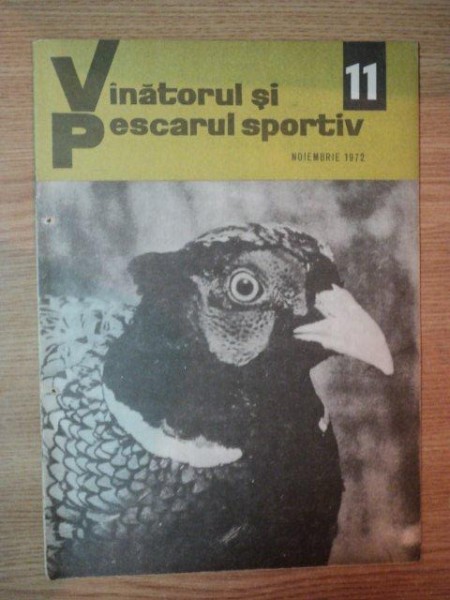 Vînătorul și
Pescarul sportiv
11
NOIEMBRIE 1972